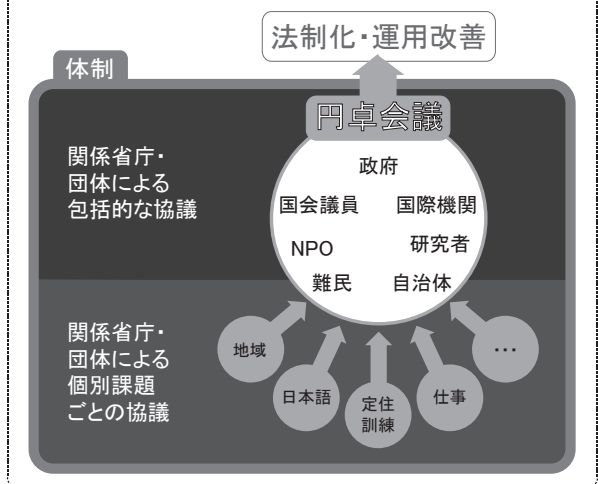 法制化・運用改善
体制
円卓会議
関係省庁・
団体による
包括的な協議
政府
国会議員 国際機関
NPO 研究者
難民 自治体
関係省庁・
団体による
個別課題
ごとの協議
地域
日本語
定住
訓練
仕事
…